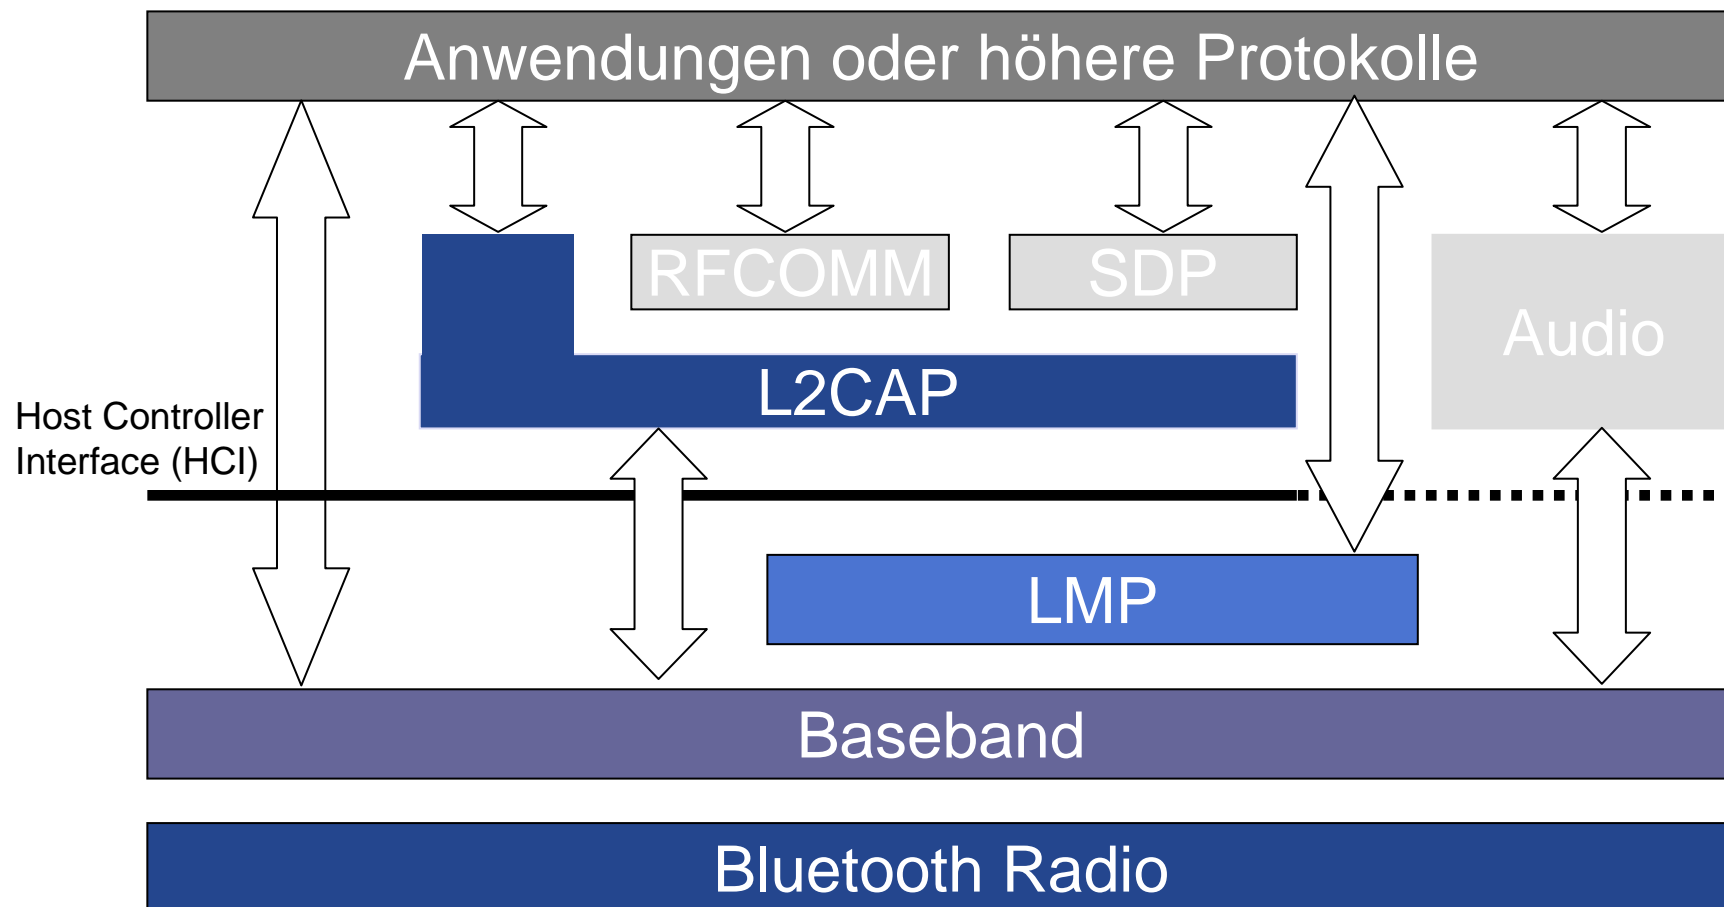 Anwendungen oder höhere Protokolle
RFCOMM
SDP
Audio
L2CAP
Host Controller
Interface (HCI)
LMP
Baseband
Bluetooth Radio